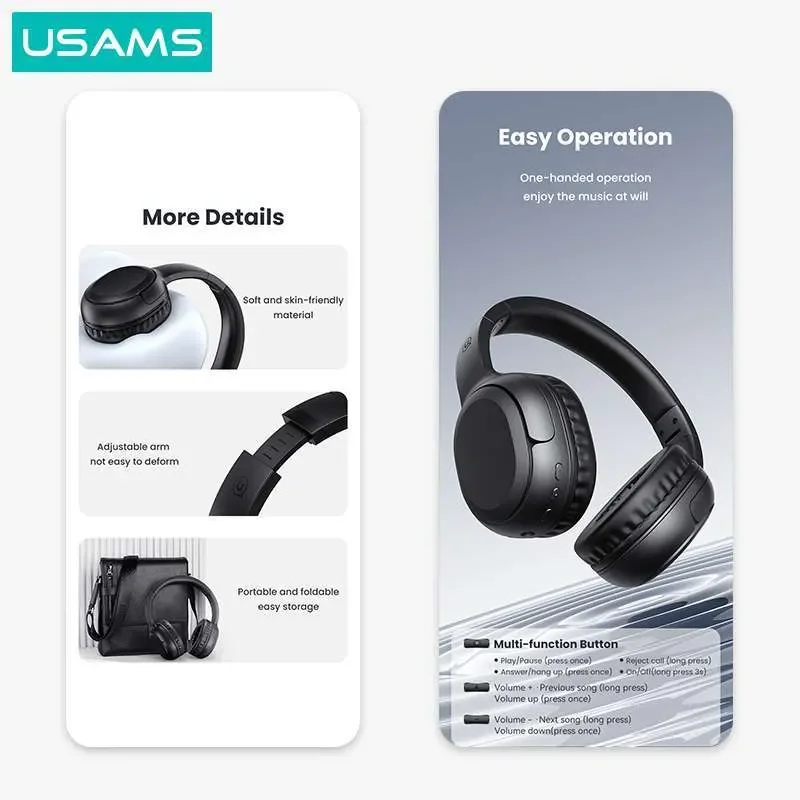 USAMS
More Details
Soft and skin-friendly
material
Adjustable arm
not easy to deform
Portable and foldable
easy storage
Easy Operation
One-handed operation
enjoy the music at will
Multi-function Button
• Play/Pause (press once) • Reject call (long press)
• Answer/hang up (press once) • On/Off(long press 3s)
Volume + ·Previous song (long press)
Volume up (press once)
Volume - ·Next song (long press)
Volume down(press once)